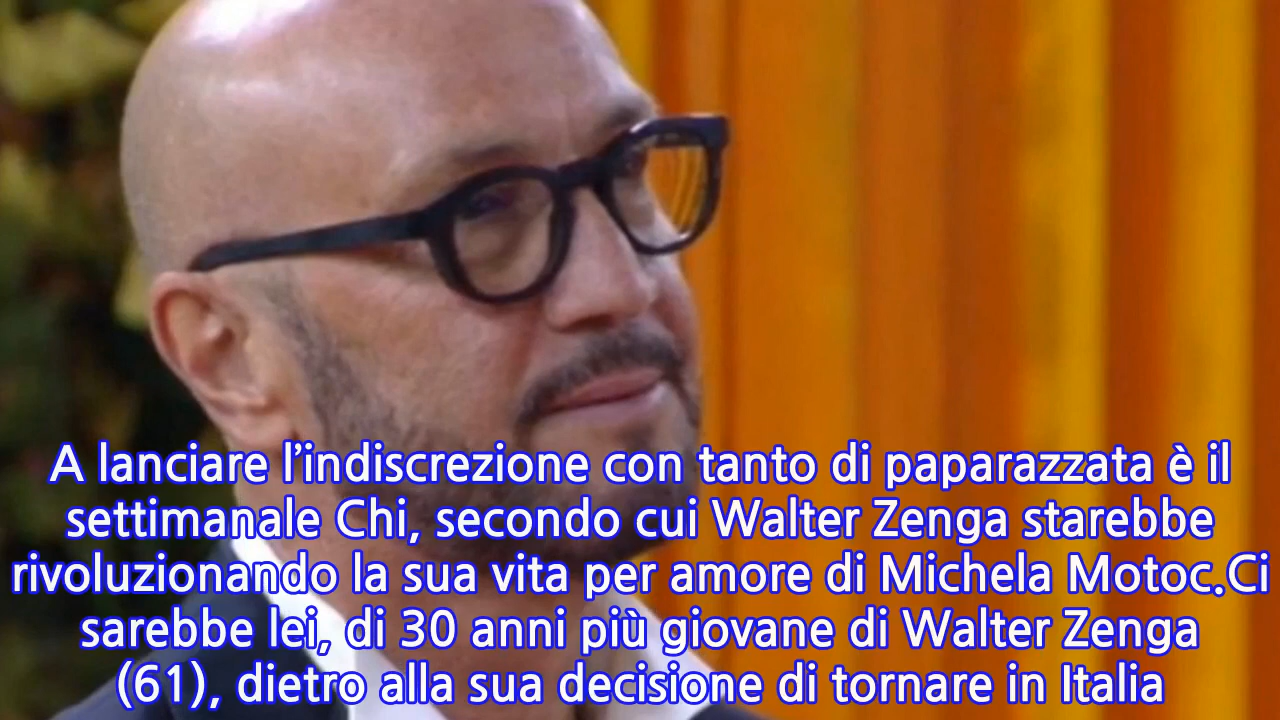 A lanciare l’indiscrezione con tanto di paparazzata è il
settimanale Chi, secondo cui Walter Zenga starebbe
rivoluzionando la sua vita per amore di Michela Motoc.Ci
sarebbe lei, di 30 anni più giovane di Walter Zenga
(61), dietro alla sua decisione di tornare in Italia